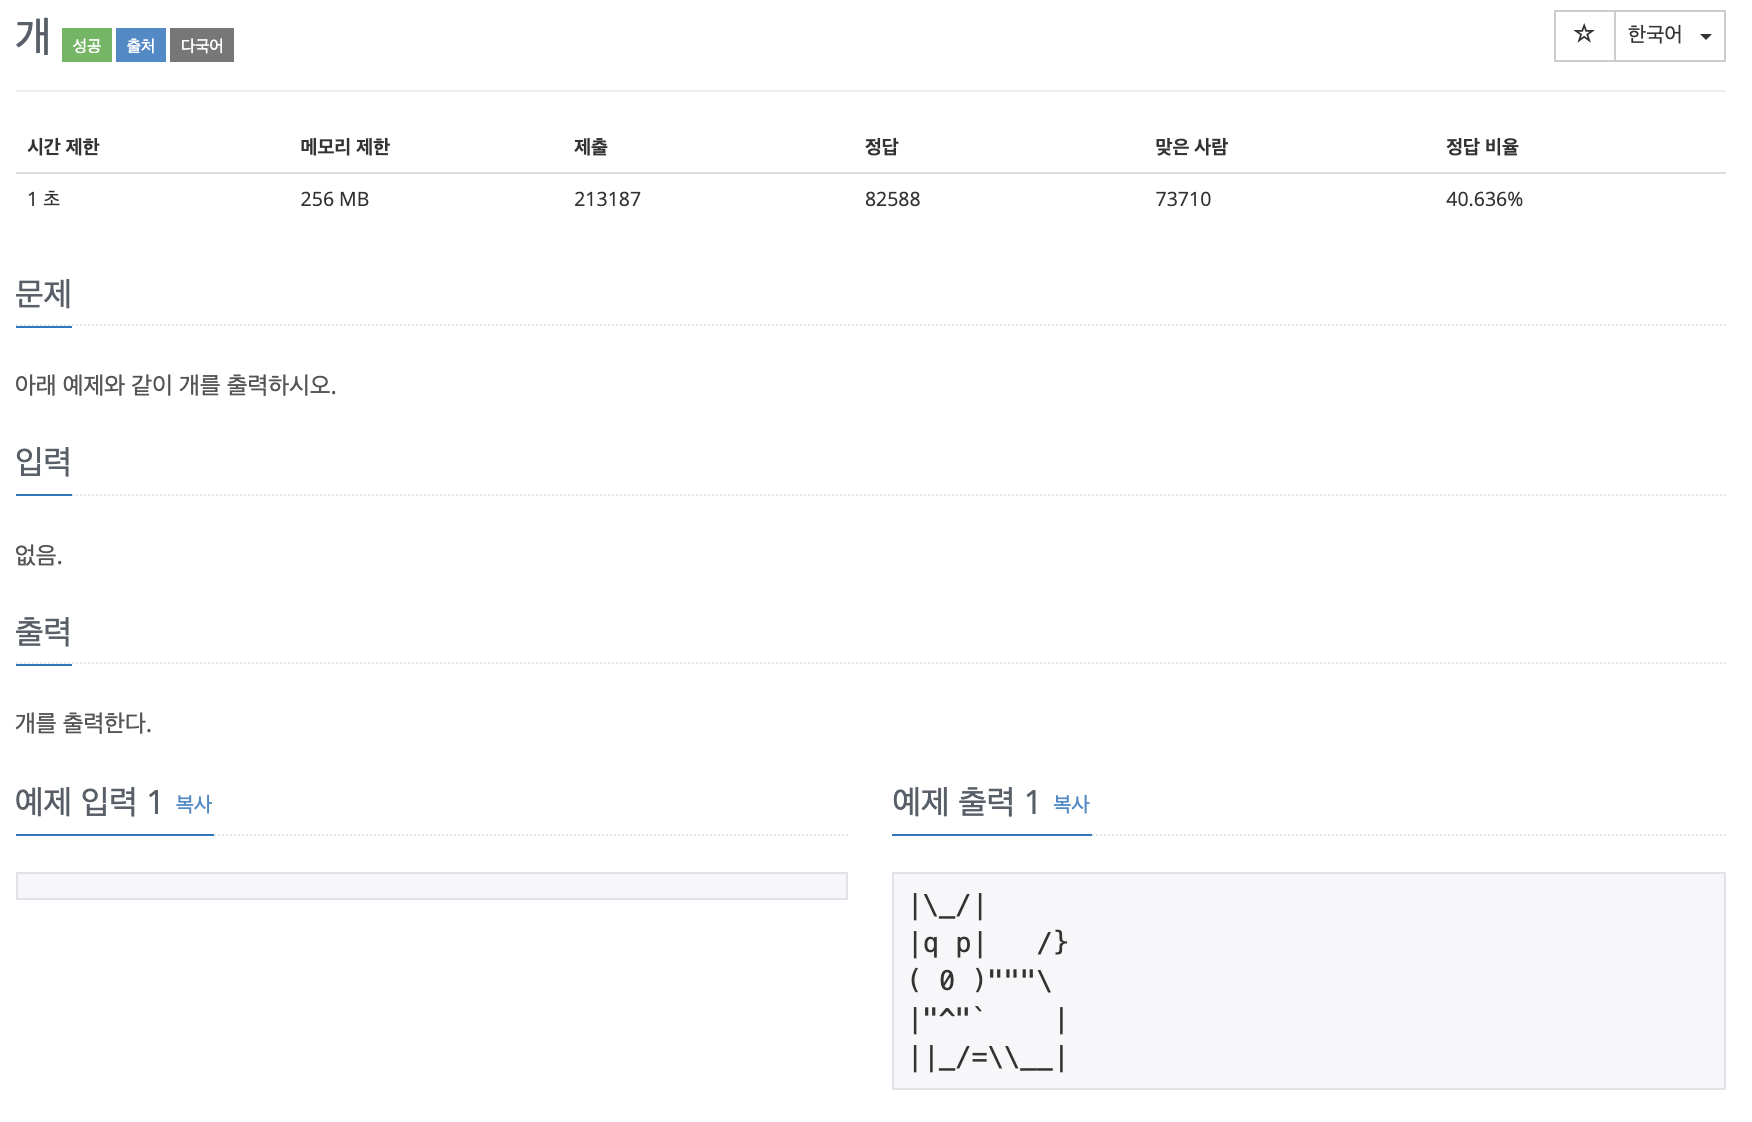 개 성공 출처 다국어
☆ 한국어
시간 제한 메모리 제한 제출 정답 맞은 사람 정답 비율
1 초 256 MB 213187 82588 73710 40.636%
문제
아래 예제와 같이 개를 출력하시오.
입력
없음.
출력
개를 출력한다.
예제 입력 1 복사
예제 출력 1 복사
|\_/|
|q p|   /}
( 0 )"""\
|"^"`    |
||_/=\\__|